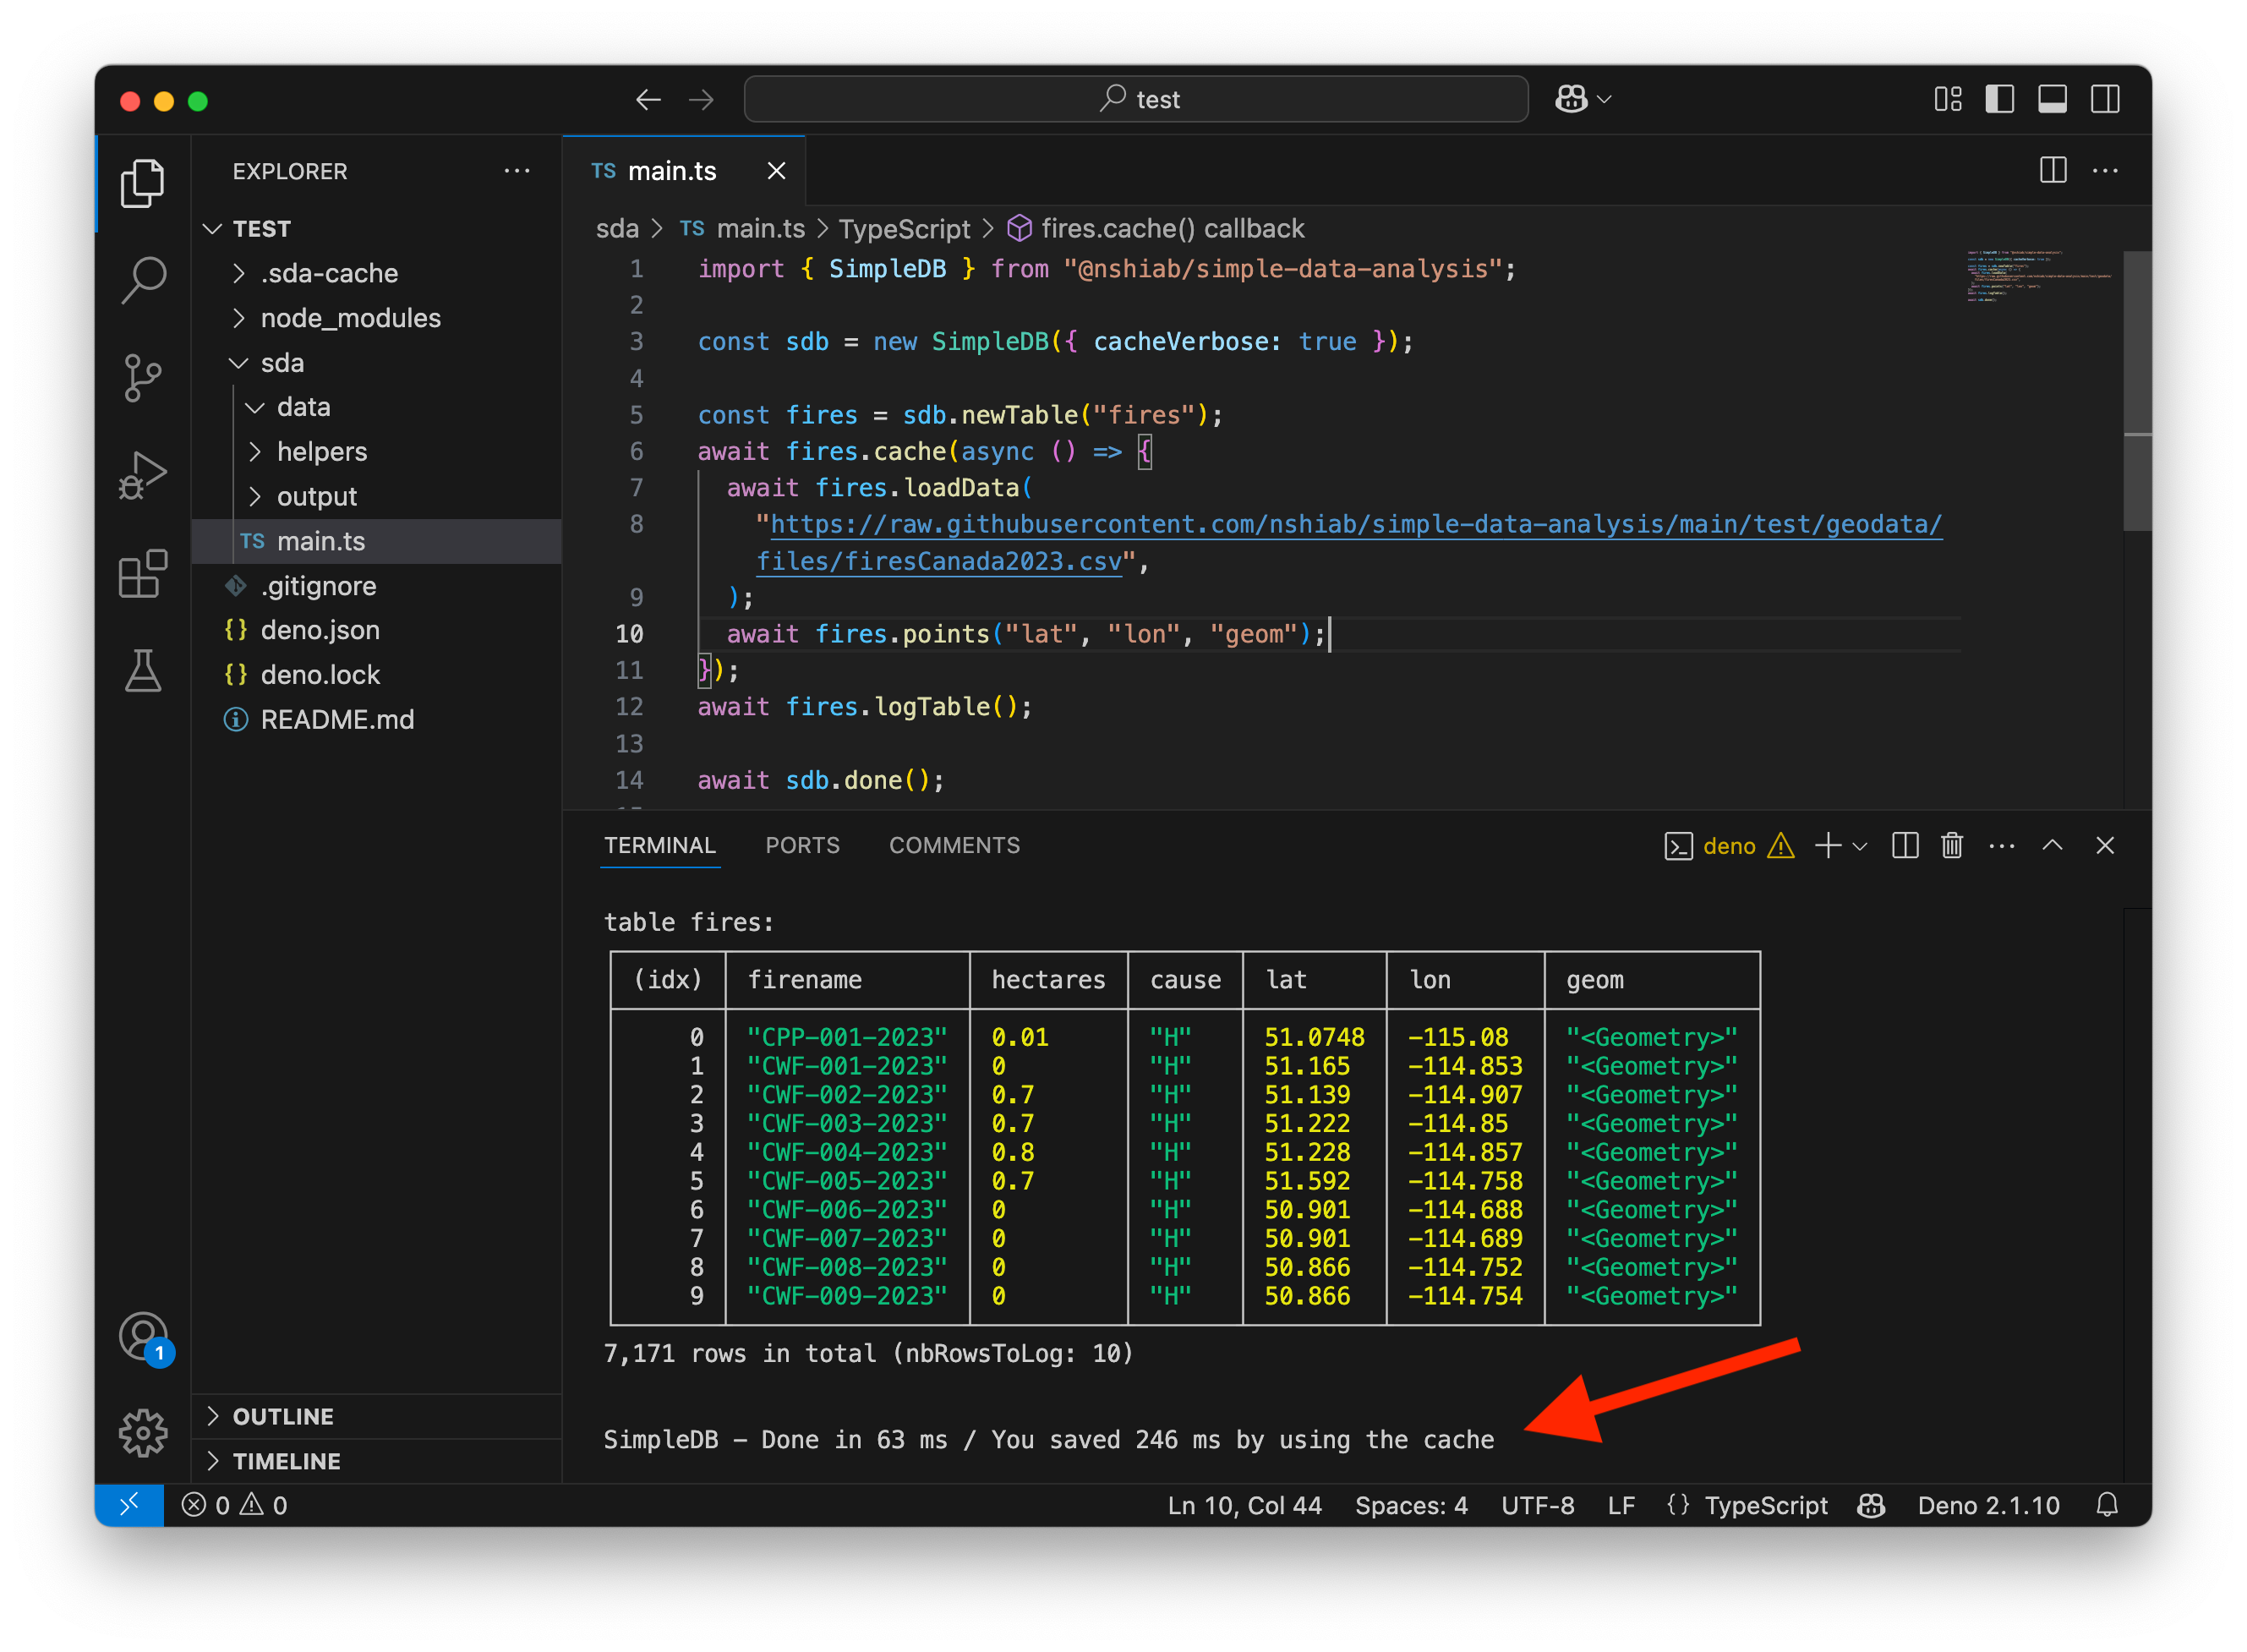 test
EXPLORER
TEST
.sda-cache
node_modules
sda
data
helpers
output
TS main.ts
.gitignore
{} deno.json
{} deno.lock
README.md
OUTLINE
TIMELINE
1
TS main.ts
sda > TS main.ts > TypeScript > fires.cache() callback
1 import { SimpleDB } from "@nshiab/simple-data-analysis";
2
3 const sdb = new SimpleDB({ cacheVerbose: true });
4
5 const fires = sdb.newTable("fires");
6 await fires.cache(async () => {
7 await fires.loadData(
8 "https://raw.githubusercontent.com/nshiab/simple-data-analysis/main/test/geodata/
files/firesCanada2023.csv",
9 );
10 await fires.points("lat", "lon", "geom");
11 });
12 await fires.logTable();
13
14 await sdb.done();
TERMINAL PORTS COMMENTS deno
table fires:
(idx) firename hectares cause lat lon geom
0 "CPP-001-2023" 0.01 "H" 51.0748 -115.08 "<Geometry>"
1 "CWF-001-2023" 0 "H" 51.165 -114.853 "<Geometry>"
2 "CWF-002-2023" 0.7 "H" 51.139 -114.907 "<Geometry>"
3 "CWF-003-2023" 0.7 "H" 51.222 -114.85 "<Geometry>"
4 "CWF-004-2023" 0.8 "H" 51.228 -114.857 "<Geometry>"
5 "CWF-005-2023" 0.7 "H" 51.592 -114.758 "<Geometry>"
6 "CWF-006-2023" 0 "H" 50.901 -114.688 "<Geometry>"
7 "CWF-007-2023" 0 "H" 50.901 -114.689 "<Geometry>"
8 "CWF-008-2023" 0 "H" 50.866 -114.752 "<Geometry>"
9 "CWF-009-2023" 0 "H" 50.866 -114.754 "<Geometry>"
7,171 rows in total (nbRowsToLog: 10)
SimpleDB - Done in 63 ms / You saved 246 ms by using the cache
0 0 Ln 10, Col 44 Spaces: 4 UTF-8 LF {} TypeScript Deno 2.1.10